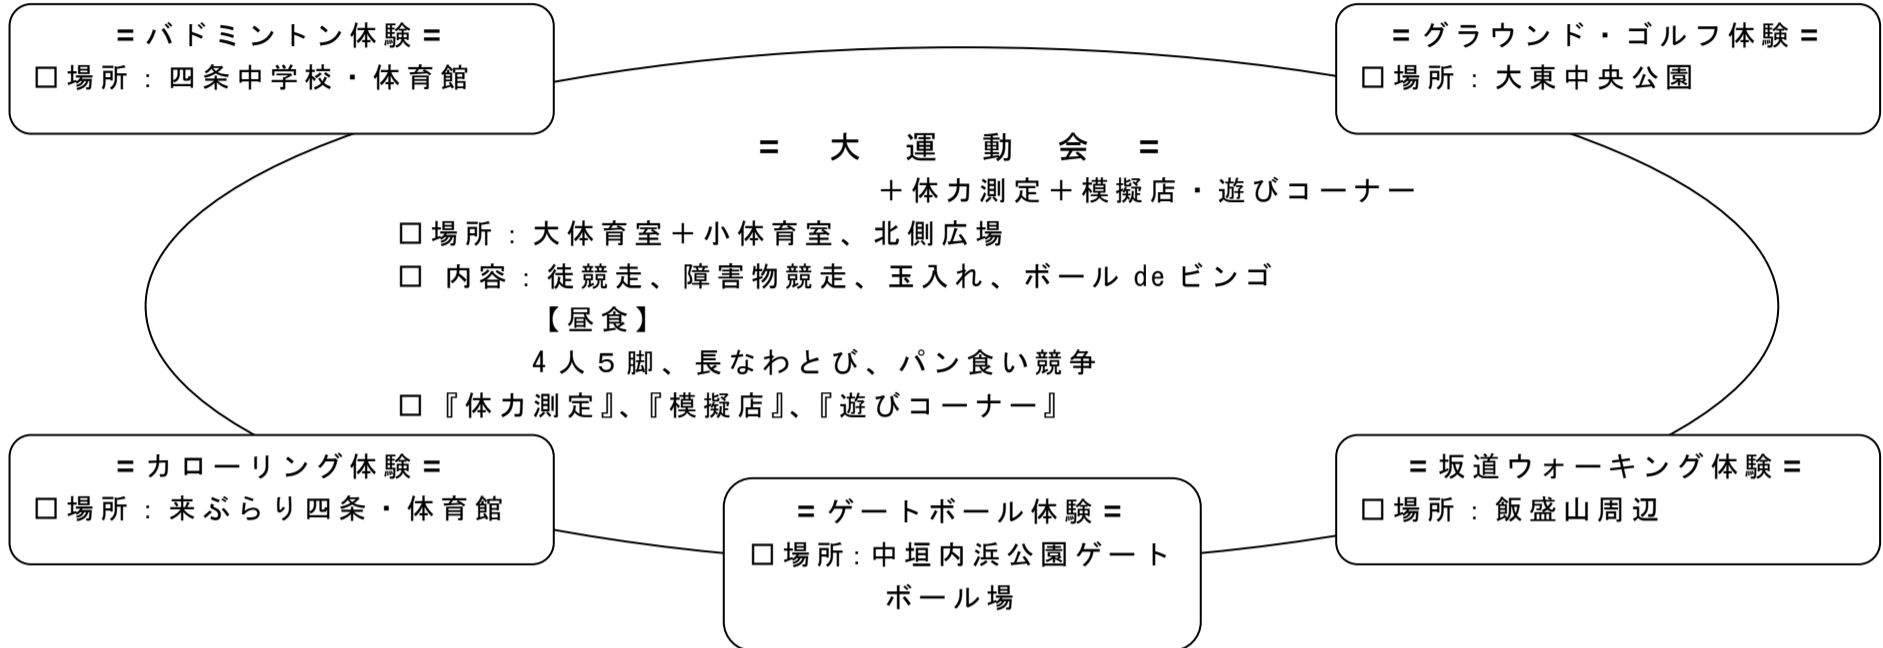 =バドミントン体験=
□場所：四条中学校・体育館
=グラウンド・ゴルフ体験=
□場所：大東中央公園
= 大 運 動 会 =
＋体力測定＋模擬店・遊びコーナー
□場所：大体育室＋小体育室、北側広場
□ 内容：徒競走、障害物競走、玉入れ、ボール de ビンゴ
【昼食】
4人5脚、長なわとび、パン食い競争
□『体力測定』、『模擬店』、『遊びコーナー』
=カローリング体験=
□場所：来ぶらり四条・体育館
=ゲートボール体験=
□場所：中垣内浜公園ゲート
ボール場
=坂道ウォーキング体験=
□場所：飯盛山周辺